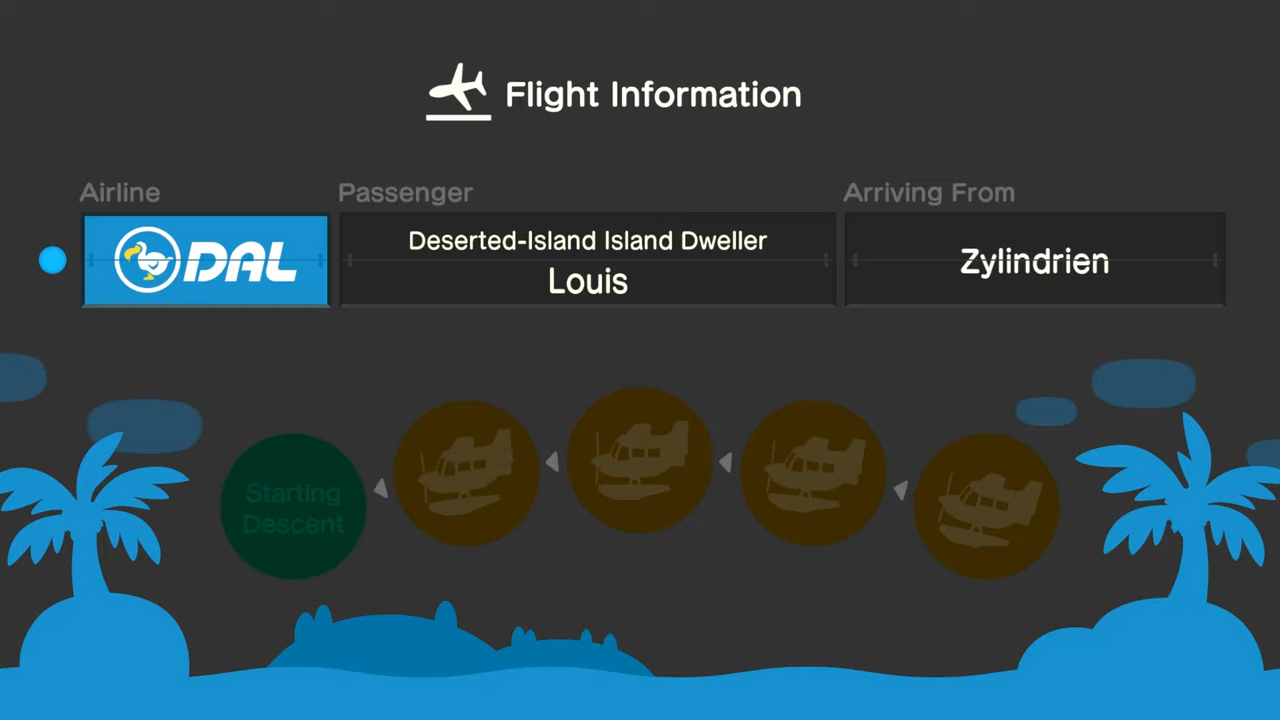 Flight Information
Airline
Passenger
Arriving From
DAL
Deserted-Island Island Dweller
Louis
Zylindrien
Starting
Descent